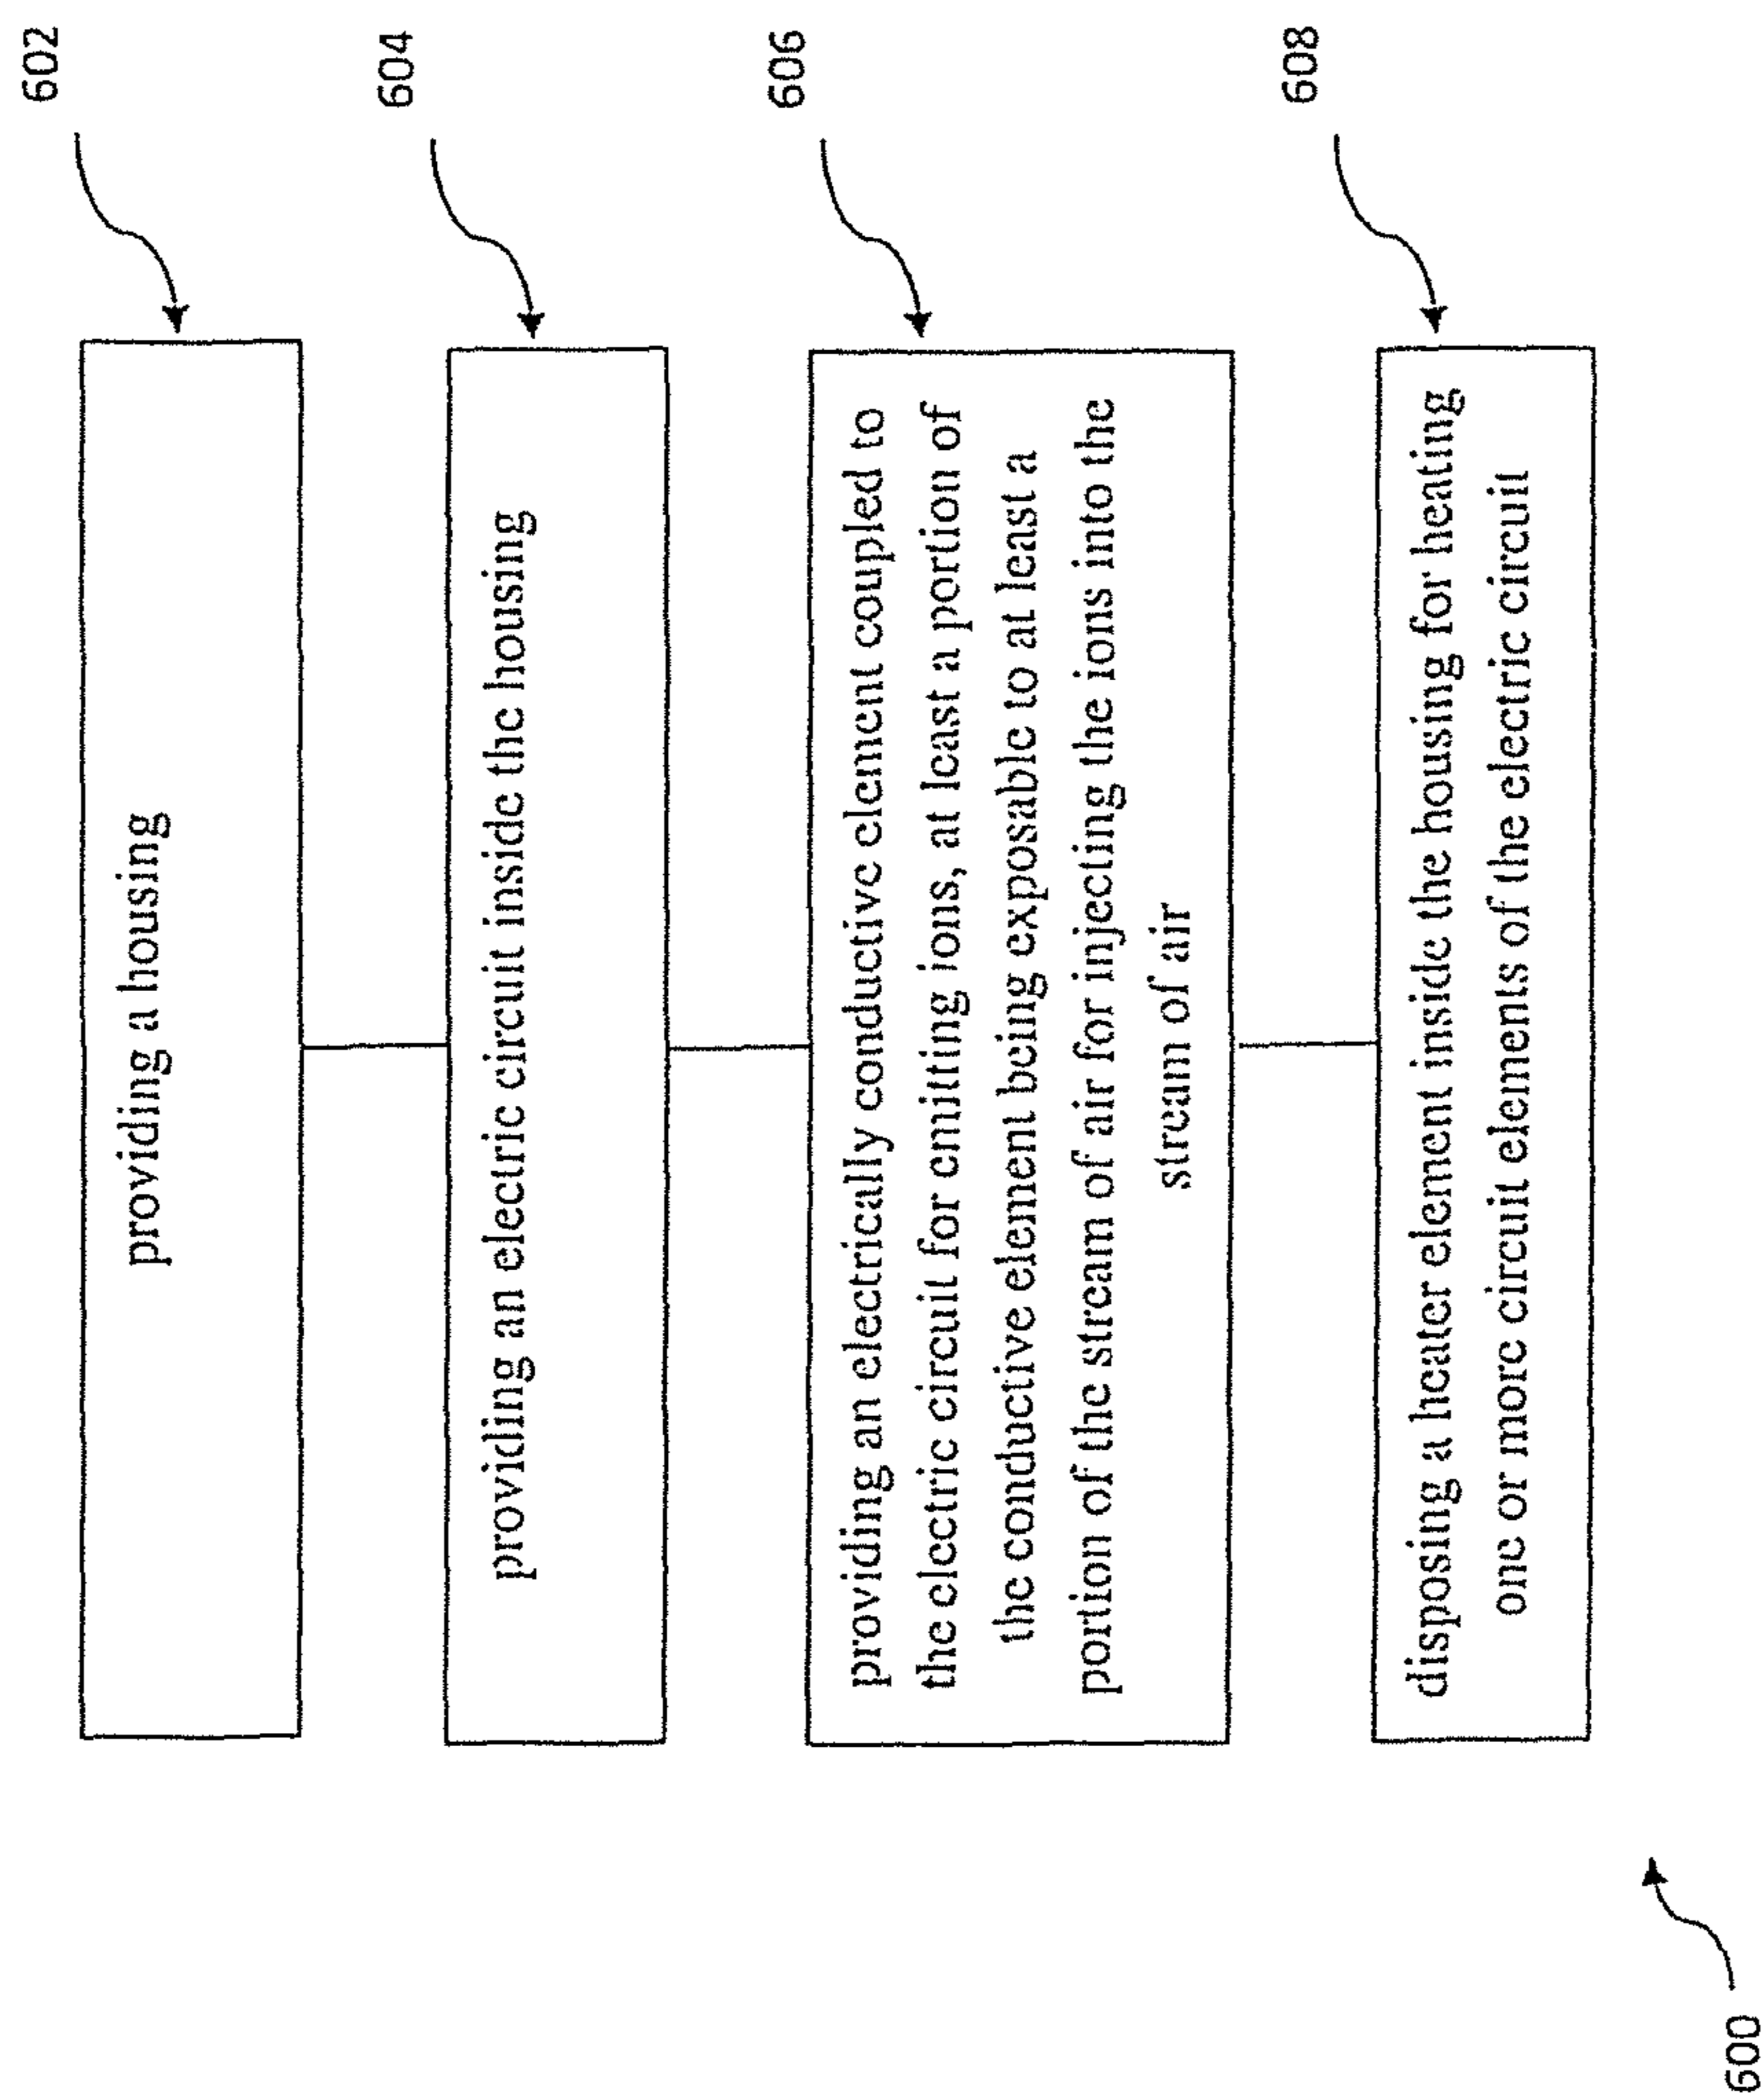 602
providing a housing
604
providing an electric circuit inside the housing
606
providing an electrically conductive element coupled to
the electric circuit for emitting ions, at least a portion of
the conductive element being exposable to at least a
portion of the stream of air for injecting the ions into the
stream of air
608
disposing a heater element inside the housing for heating
one or more circuit elements of the electric circuit
600